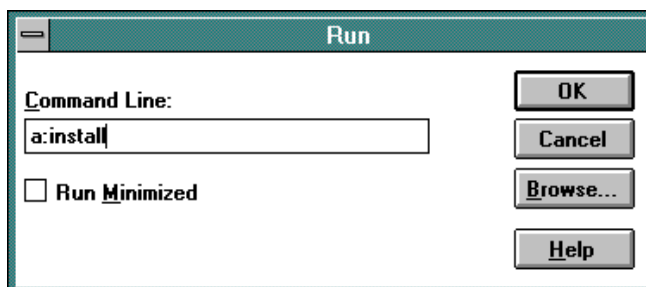 Run
Command Line:
a:install
Run Minimized
OK
Cancel
Browse...
Help